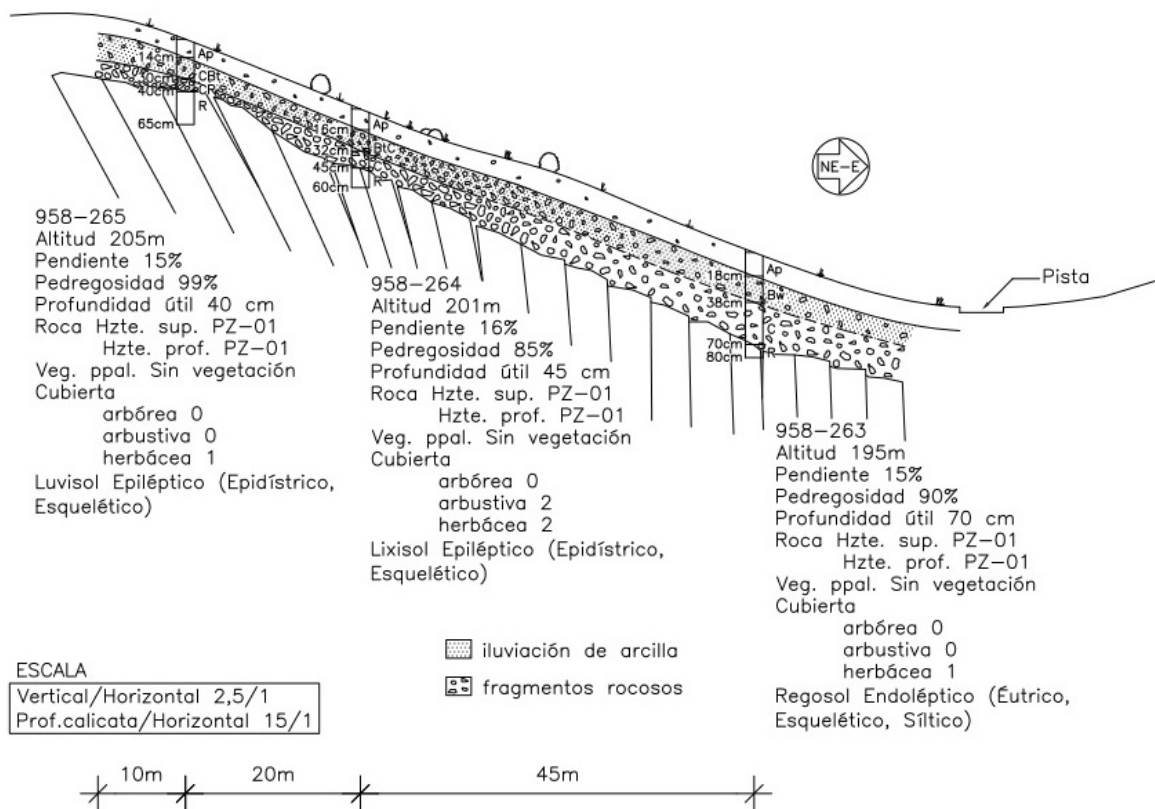 14cm
Ap
CBt
CR
40cm
R
65cm
16cm
Ap
32cm
BtC
45cm
C
60cm
R
18cm
Ap
Bw
38cm
C
70cm
80cm
R
NE-E
Pista
958-265
Altitud 205m
Pendiente 15%
Pedregosidad 99%
Profundidad útil 40 cm
Roca Hzte. sup. PZ-01
Hzte. prof. PZ-01
Veg. ppal. Sin vegetación
Cubierta
arbórea 0
arbustiva 0
herbácea 1
Luvisol Epiléptico (Epidístrico,
Esquelético)
958-264
Altitud 201m
Pendiente 16%
Pedregosidad 85%
Profundidad útil 45 cm
Roca Hzte. sup. PZ-01
Hzte. prof. PZ-01
Veg. ppal. Sin vegetación
Cubierta
arbórea 0
arbustiva 2
herbácea 2
Lixisol Epiléptico (Epidístrico,
Esquelético)
958-263
Altitud 195m
Pendiente 15%
Pedregosidad 90%
Profundidad útil 70 cm
Roca Hzte. sup. PZ-01
Hzte. prof. PZ-01
Veg. ppal. Sin vegetación
Cubierta
arbórea 0
arbustiva 0
herbácea 1
Regosol Endoléptico (Éutrico,
Esquelético, Síltico)
iluviación de arcilla
fragmentos rocosos
ESCALA
Vertical/Horizontal 2,5/1
Prof.calicata/Horizontal 15/1
10m
20m
45m